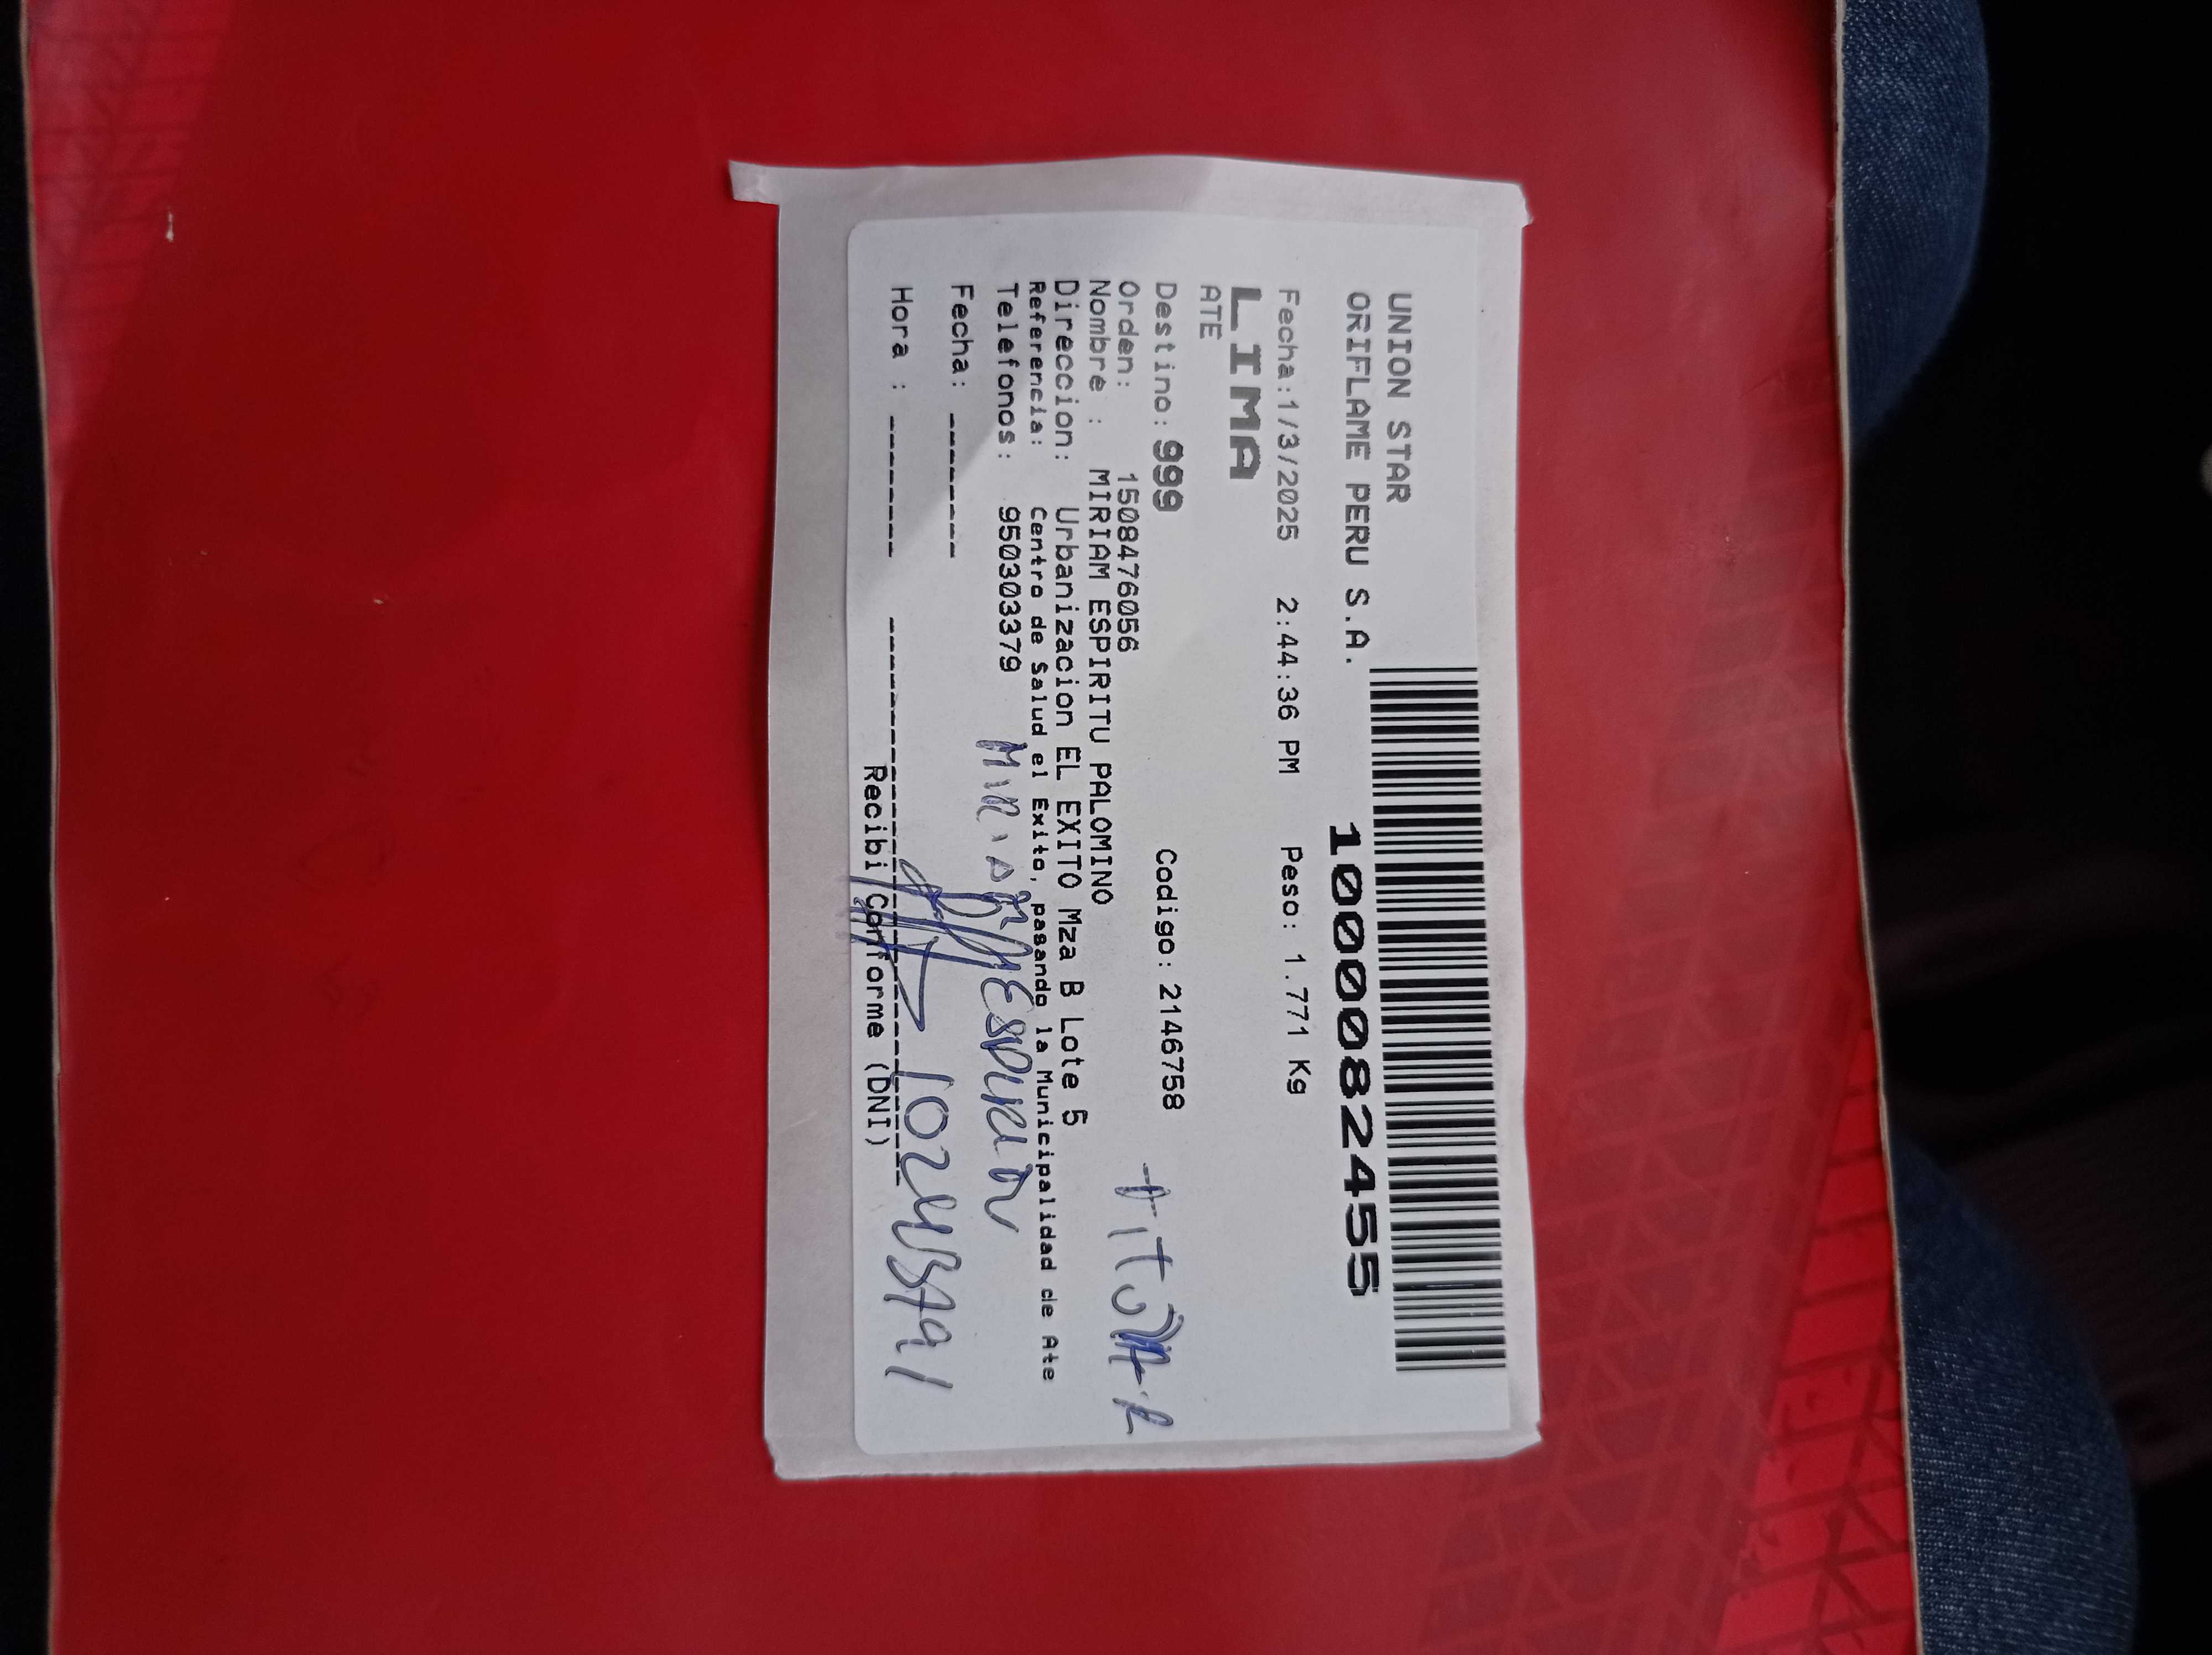 UNION STAR
ORIFLAME PERU S.A.
1000082455
Fecha:1/3/2025 2:44:36 PM Peso: 1.771 Kg
LIMA
ATE
Destino: 999 Codigo: 2146758
Orden: 1508476056
Nombre : MIRIAM ESPIRITU PALOMINO
Direccion: Urbanizacion EL EXITO Mza B Lote 5
Referencia: Centro de Salud el Exito, pasando la Municipalidad de Ate
Telefonos: 950303379
Fecha: -------
Hora : -------
Recibi Conforme (DNI)